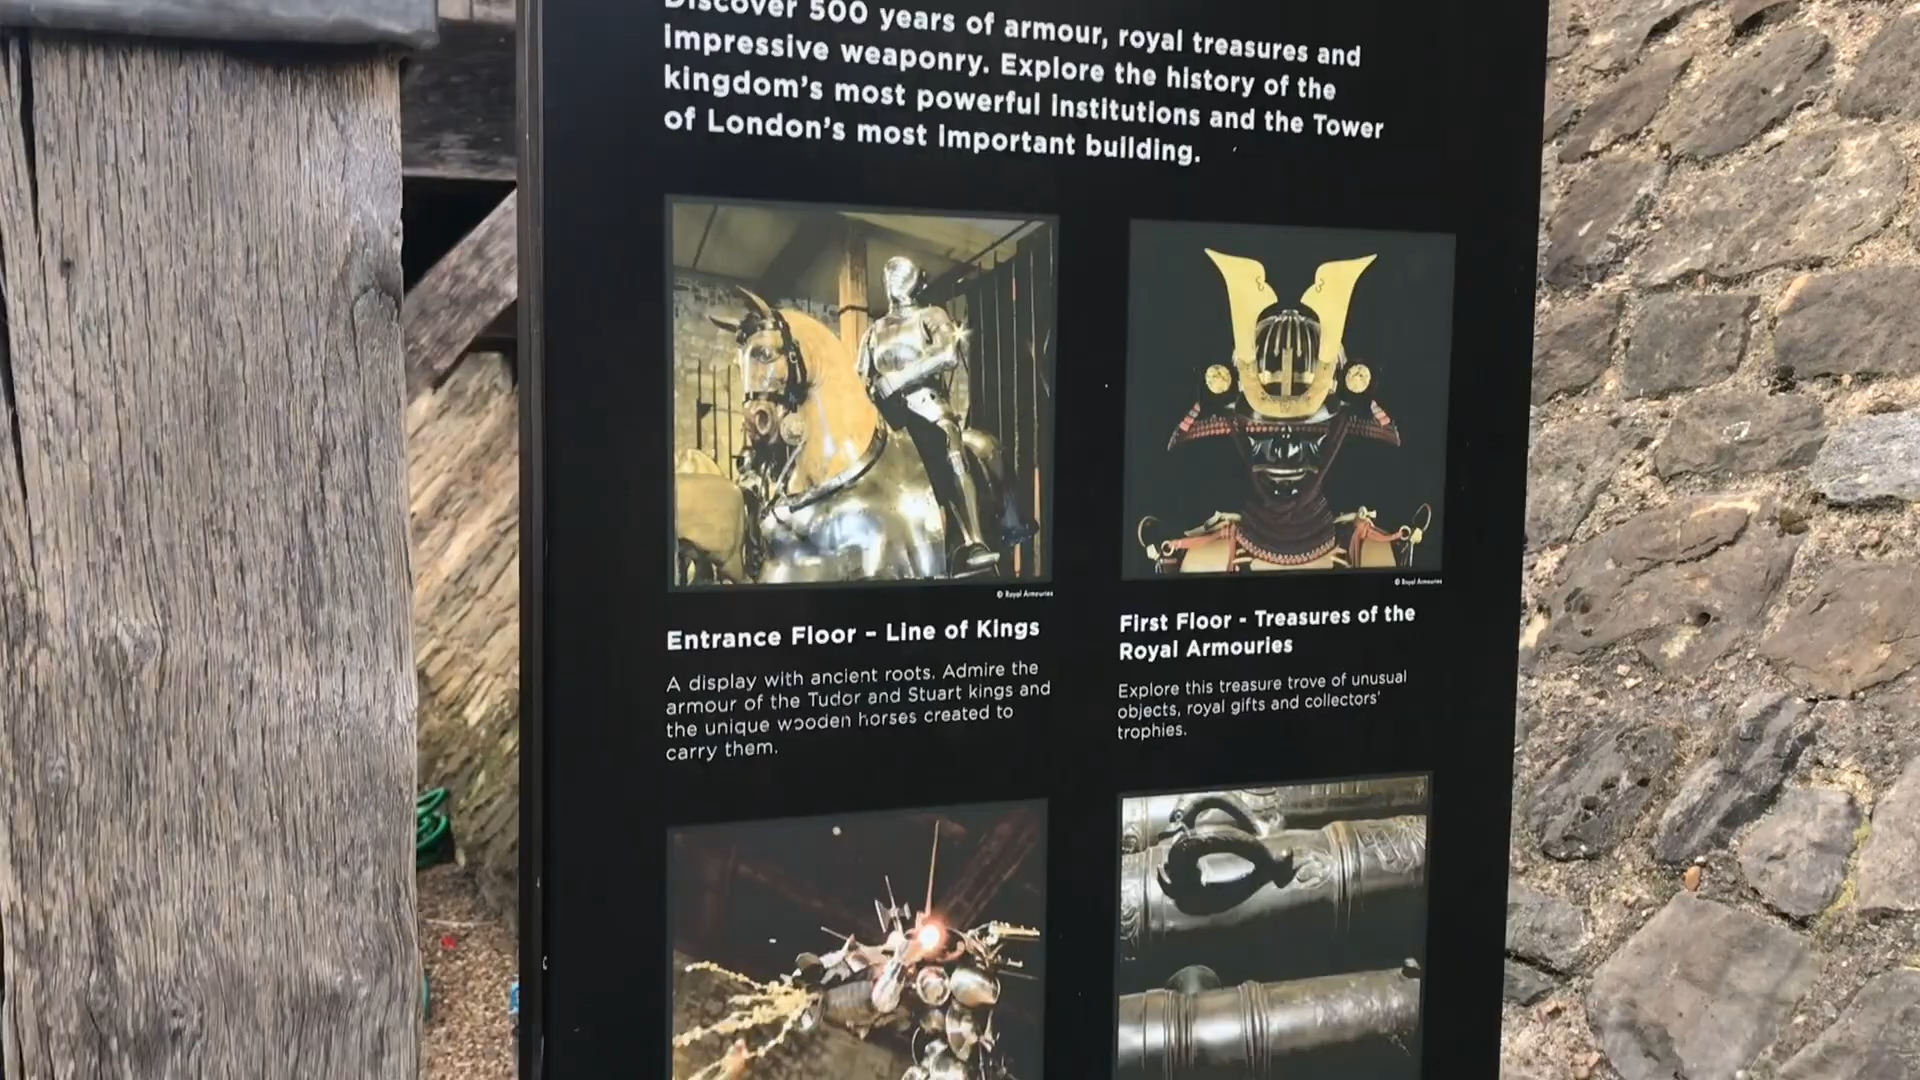 Discover 500 years of armour, royal treasures and
impressive weaponry. Explore the history of the
kingdom's most powerful institutions and the Tower
of London's most important building.
© Royal Armouries
© Royal Armouries
Entrance Floor - Line of Kings
A display with ancient roots. Admire the
armour of the Tudor and Stuart kings and
the unique wooden horses created to
carry them.
First Floor - Treasures of the
Royal Armouries
Explore this treasure trove of unusual
objects, royal gifts and collectors'
trophies.